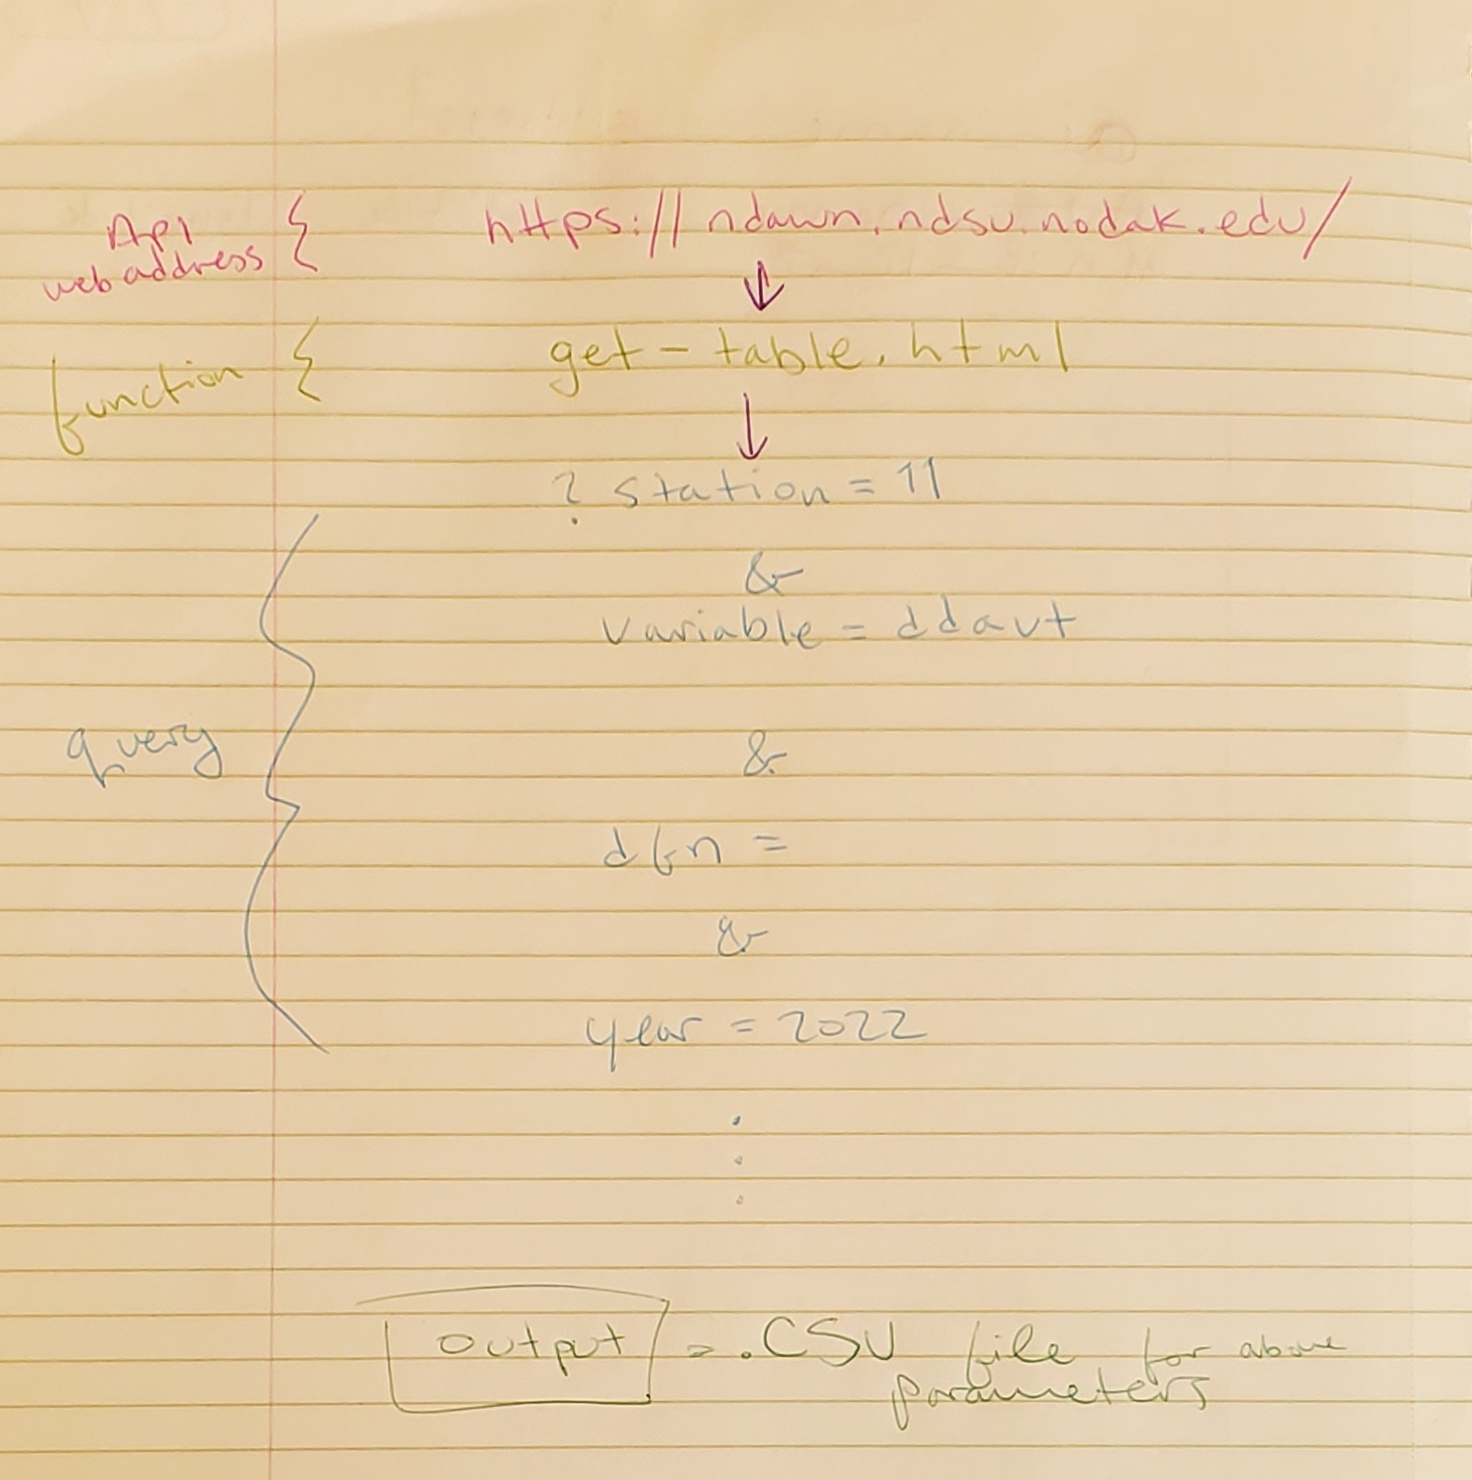 Api
web address { https://ndawn.ndsu.nodak.edu/
↓
function { get-table.html
↓
? station = 11
&
variable = ddavt
&
query {
dfn =
&
year = 2022
.
.
.
output = .CSV file for above
parameters